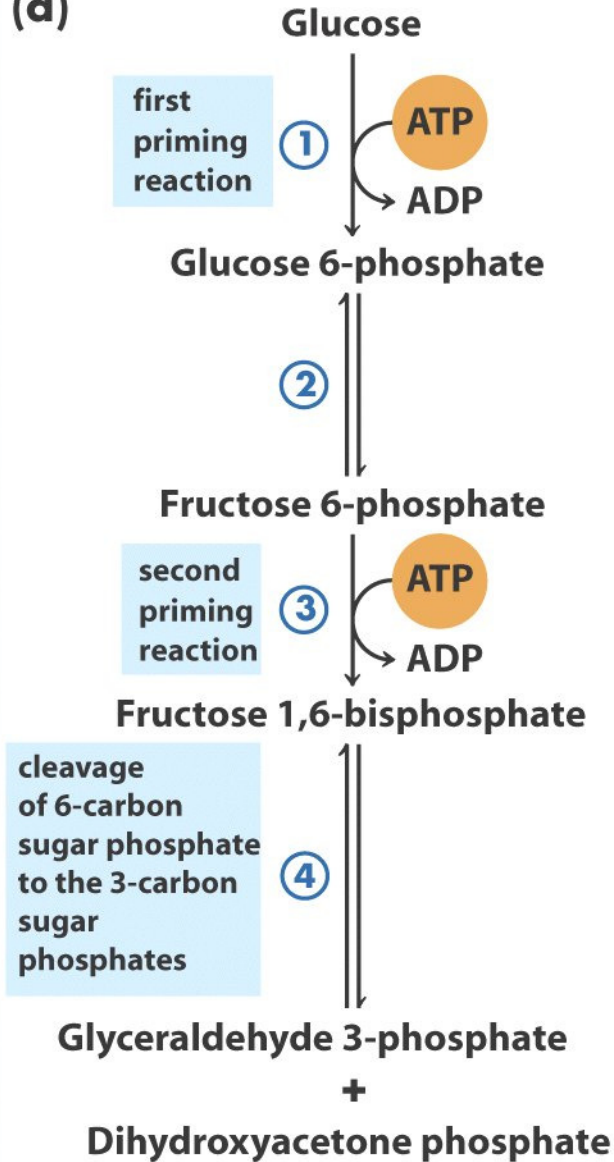 (a)
Glucose
first
priming
reaction
1
ATP
ADP
Glucose 6-phosphate
2
Fructose 6-phosphate
second
priming
reaction
3
ATP
ADP
Fructose 1,6-bisphosphate
cleavage
of 6-carbon
sugar phosphate
to the 3-carbon
sugar
phosphates
4
Glyceraldehyde 3-phosphate
+
Dihydroxyacetone phosphate